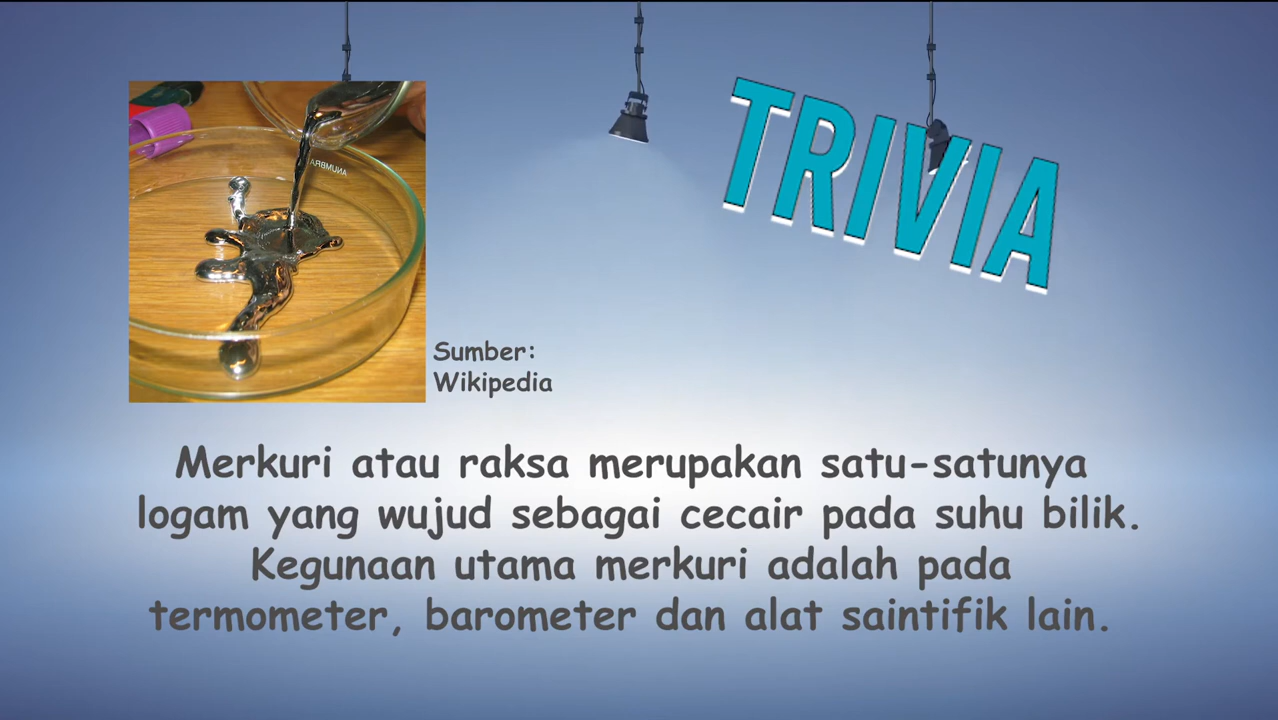 TRIVIA
ANUMBRA
Sumber:
Wikipedia
Merkuri atau raksa merupakan satu-satunya
logam yang wujud sebagai cecair pada suhu bilik.
Kegunaan utama merkuri adalah pada
termometer, barometer dan alat saintifik lain.